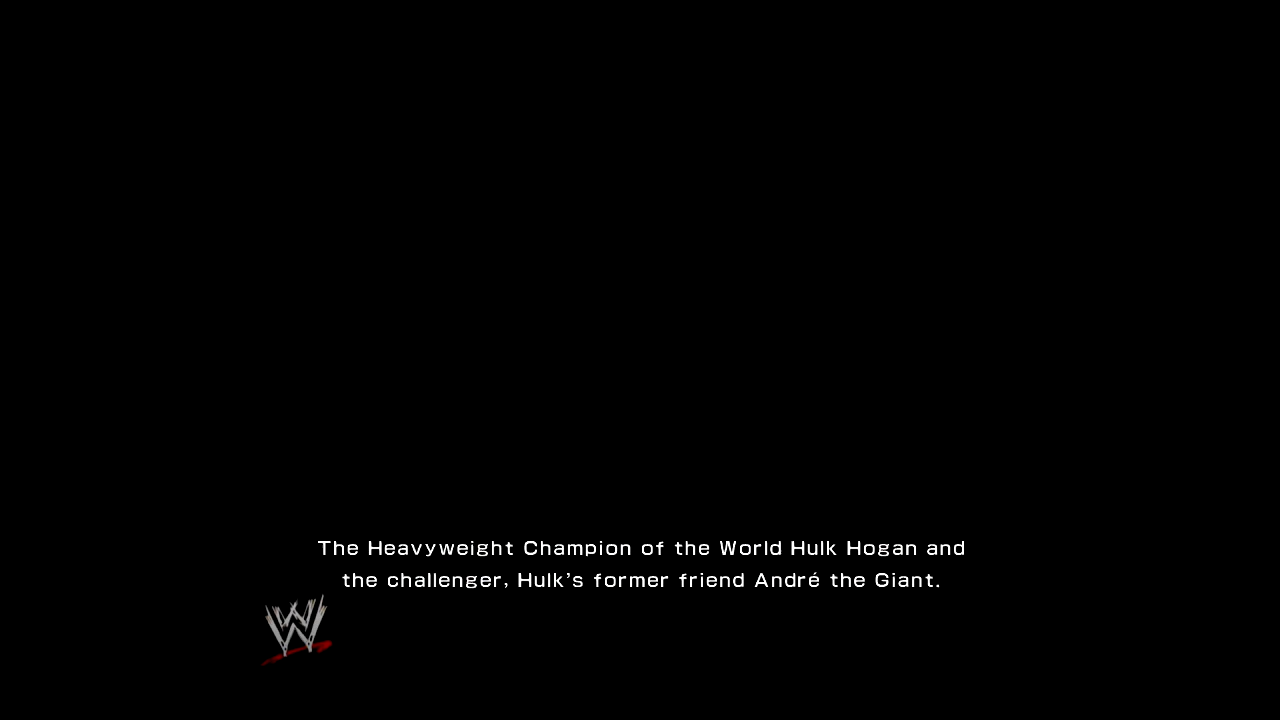 The Heavyweight Champion of the World Hulk Hogan and
the challenger, Hulk’s former friend André the Giant.
W